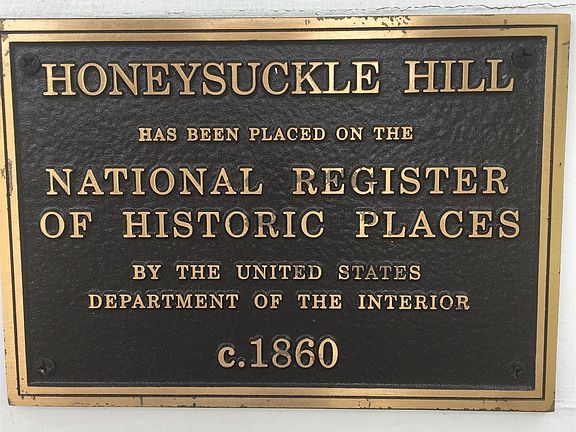 HONEYSUCKLE HILL
HAS BEEN PLACED ON THE
NATIONAL REGISTER
OF HISTORIC PLACES
BY THE UNITED STATES
DEPARTMENT OF THE INTERIOR
c.1860